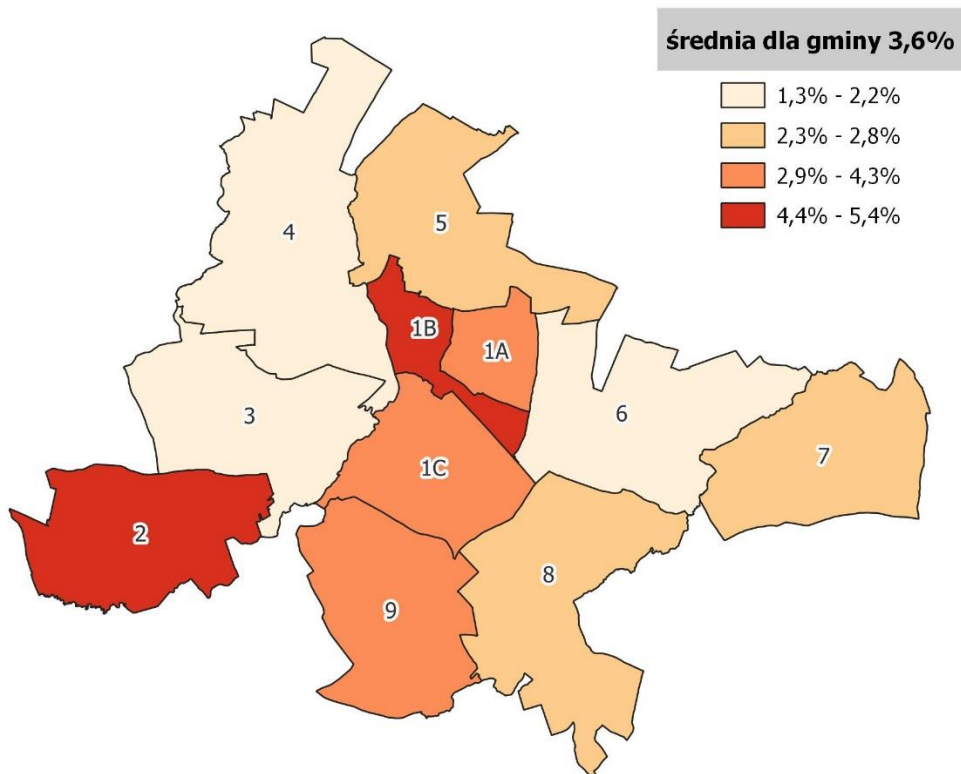 średnia dla gminy 3,6%
1,3% - 2,2%
2,3% - 2,8%
2,9% - 4,3%
4,4% - 5,4%
4
5
1B
1A
3
6
7
1C
2
8
9